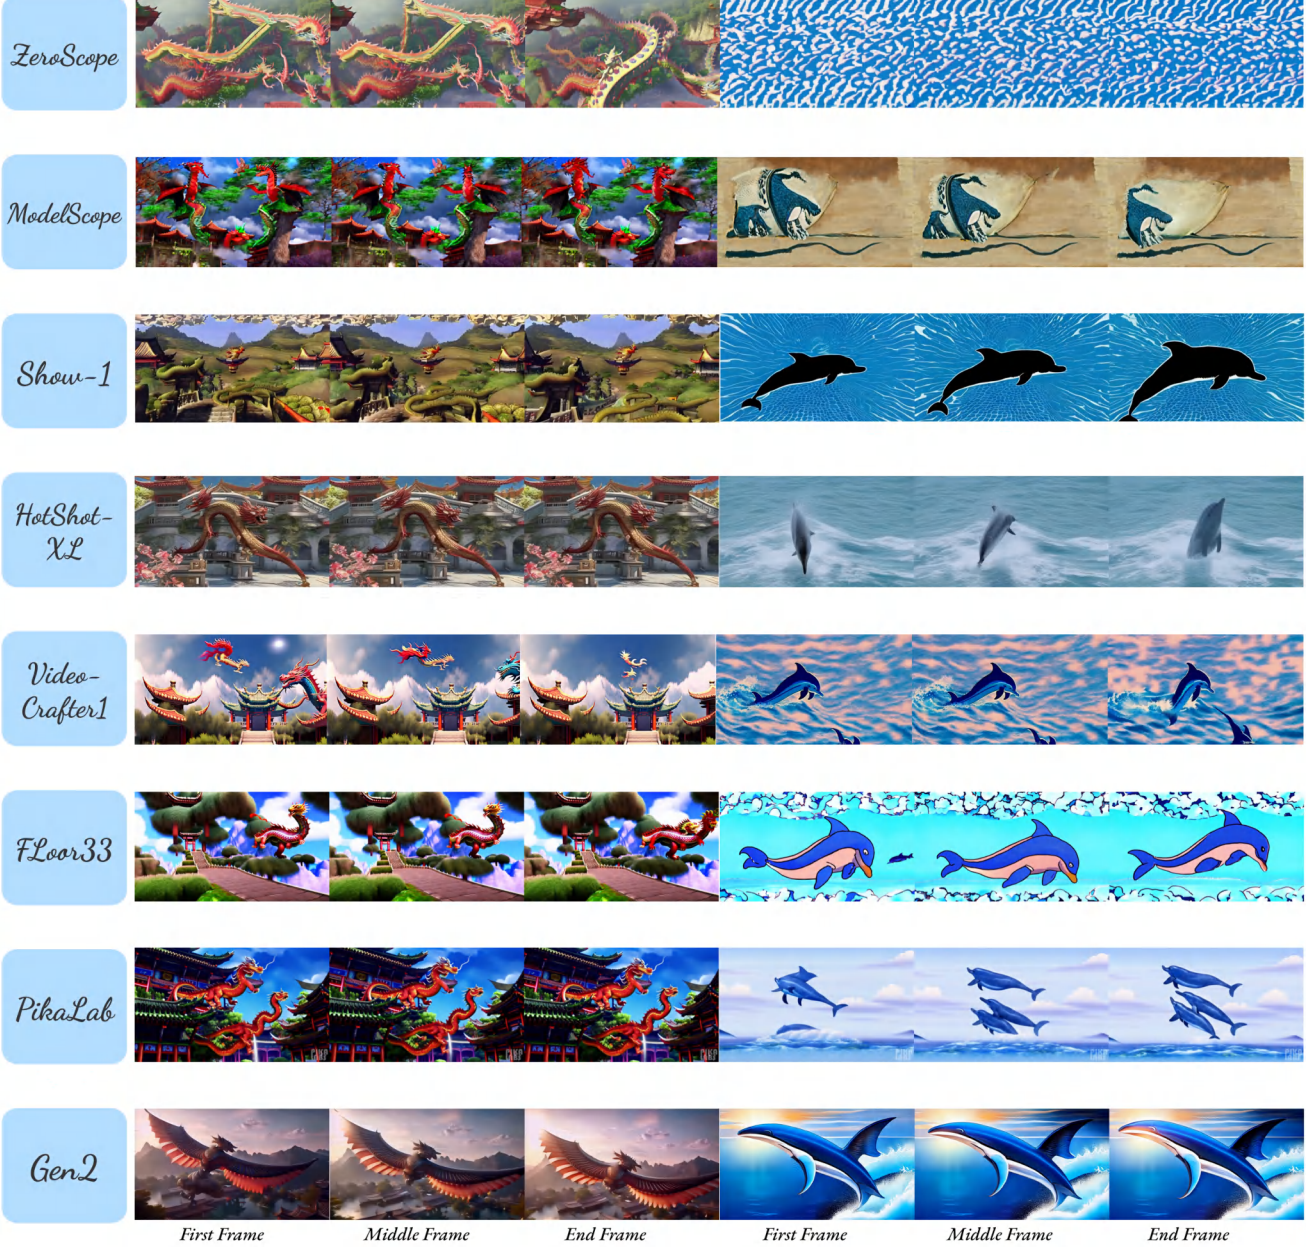 ZeroScope
ModelScope
Show-1
HotShot-
XL
Video-
Crafter1
FLoor33
PikaLab
Gen2
First Frame Middle Frame End Frame First Frame Middle Frame End Frame